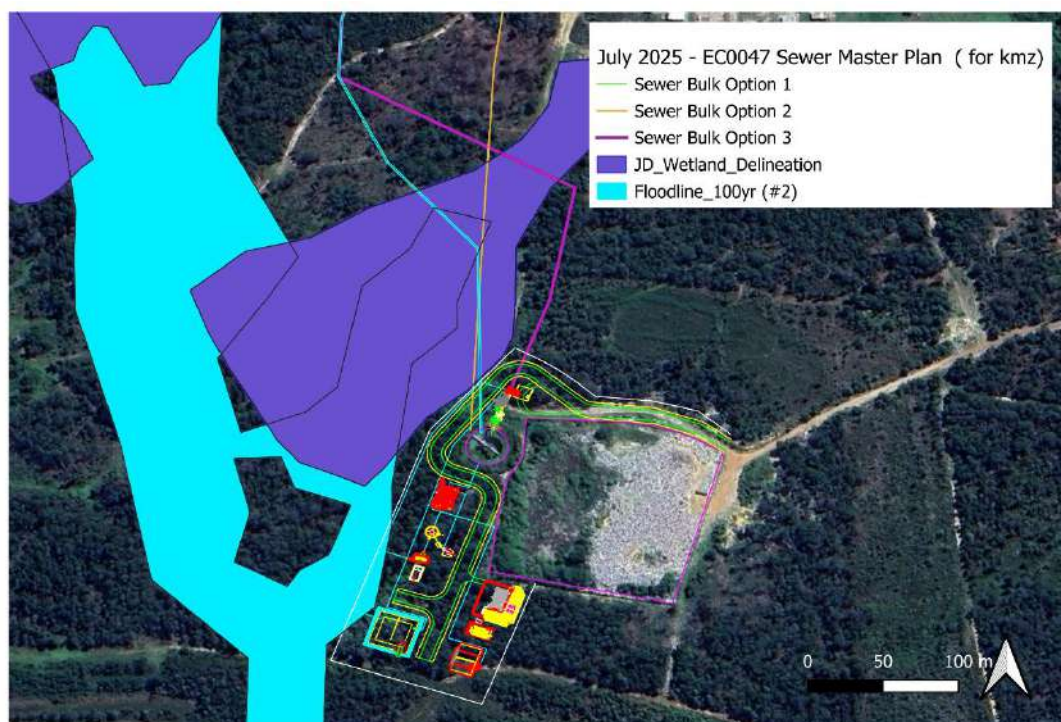 July 2025 - EC0047 Sewer Master Plan ( for kmz)
Sewer Bulk Option 1
Sewer Bulk Option 2
Sewer Bulk Option 3
JD_Wetland_Delineation
Floodline_100yr (#2)
0 50 100 m